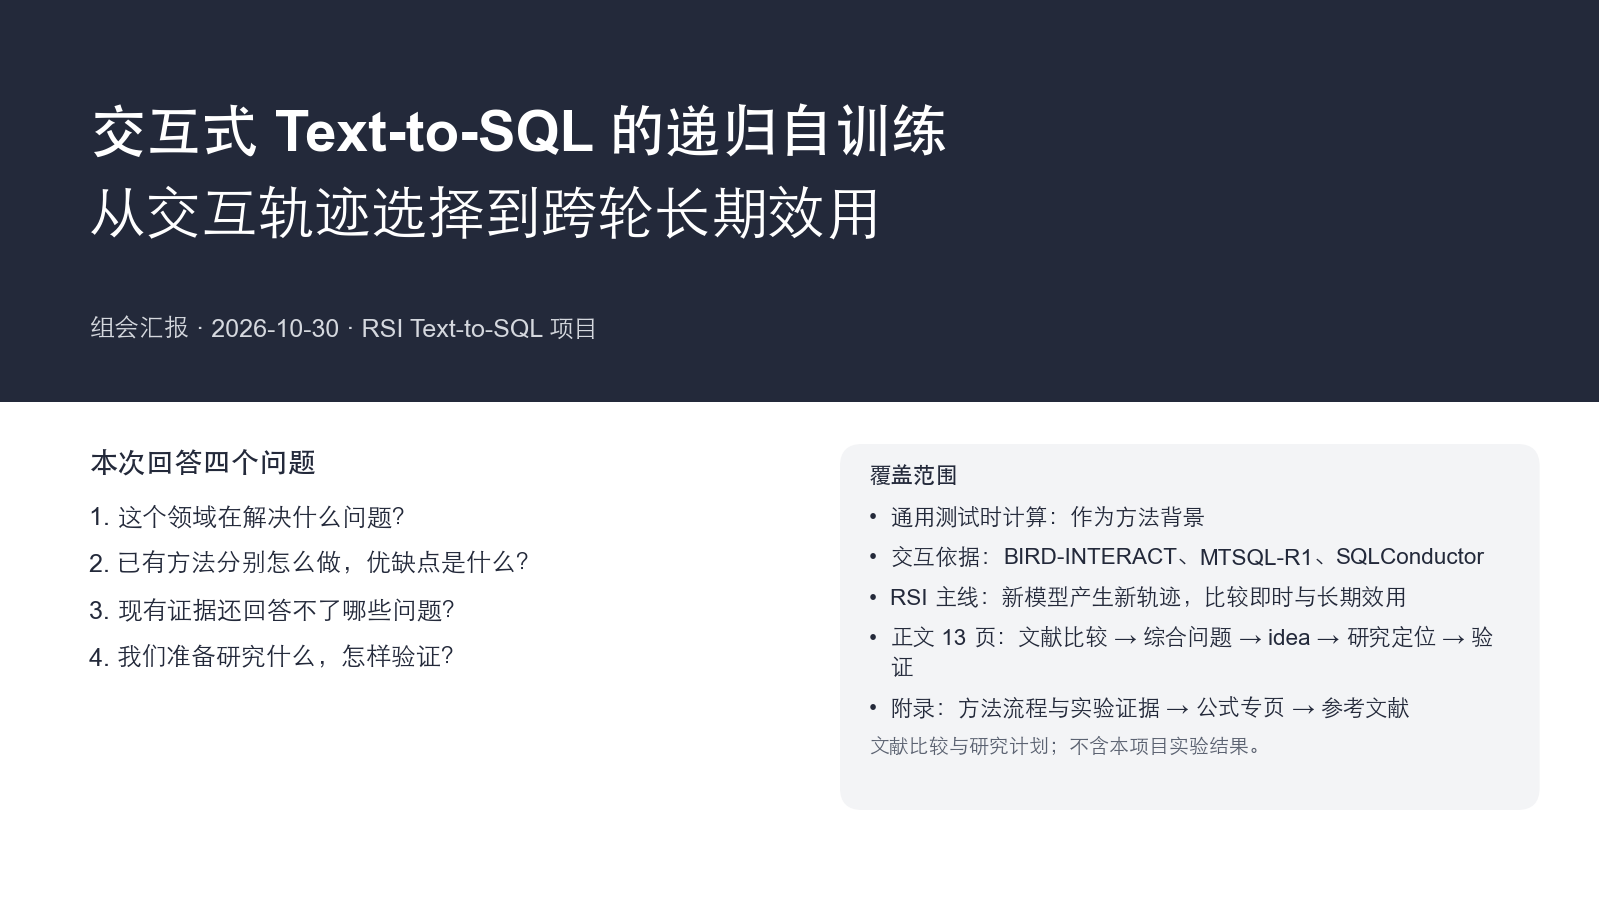 交互式 Text-to-SQL 的递归自训练
从交互轨迹选择到跨轮长期效用
组会汇报 · 2026-10-30 · RSI Text-to-SQL 项目
本次回答四个问题
1. 这个领域在解决什么问题？
2. 已有方法分别怎么做，优缺点是什么？
3. 现有证据还回答不了哪些问题？
4. 我们准备研究什么，怎样验证？
覆盖范围
• 通用测试时计算：作为方法背景
• 交互依据：BIRD-INTERACT、MTSQL-R1、SQLConductor
• RSI 主线：新模型产生新轨迹，比较即时与长期效用
• 正文 13 页：文献比较 → 综合问题 → idea → 研究定位 → 验
证
• 附录：方法流程与实验证据 → 公式专页 → 参考文献
文献比较与研究计划；不含本项目实验结果。